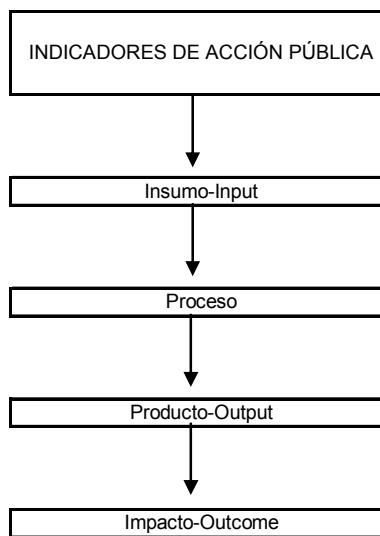 INDICADORES DE ACCIÓN PÚBLICA
Insumo-Input
Proceso
Producto-Output
Impacto-Outcome